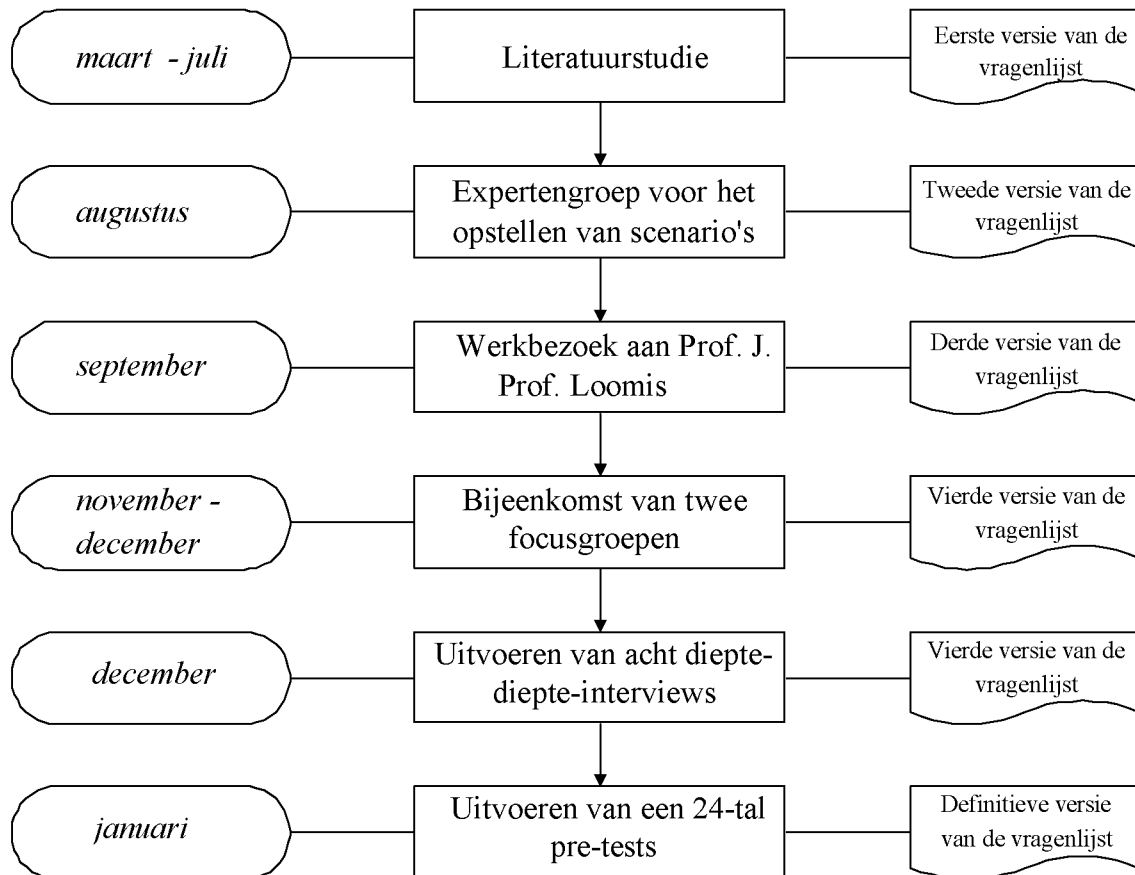 maart - juli
Literatuurstudie
Eerste versie van de
vragenlijst
augustus
Expertengroep voor het
opstellen van scenario's
Tweede versie van de
vragenlijst
september
Werkbezoek aan Prof. J.
Prof. Loomis
Derde versie van de
vragenlijst
november -
december
Bijeenkomst van twee
focusgroepen
Vierde versie van de
vragenlijst
december
Uitvoeren van acht diepte-
diepte-interviews
Vierde versie van de
vragenlijst
januari
Uitvoeren van een 24-tal
pre-tests
Definitieve versie
van de vragenlijst